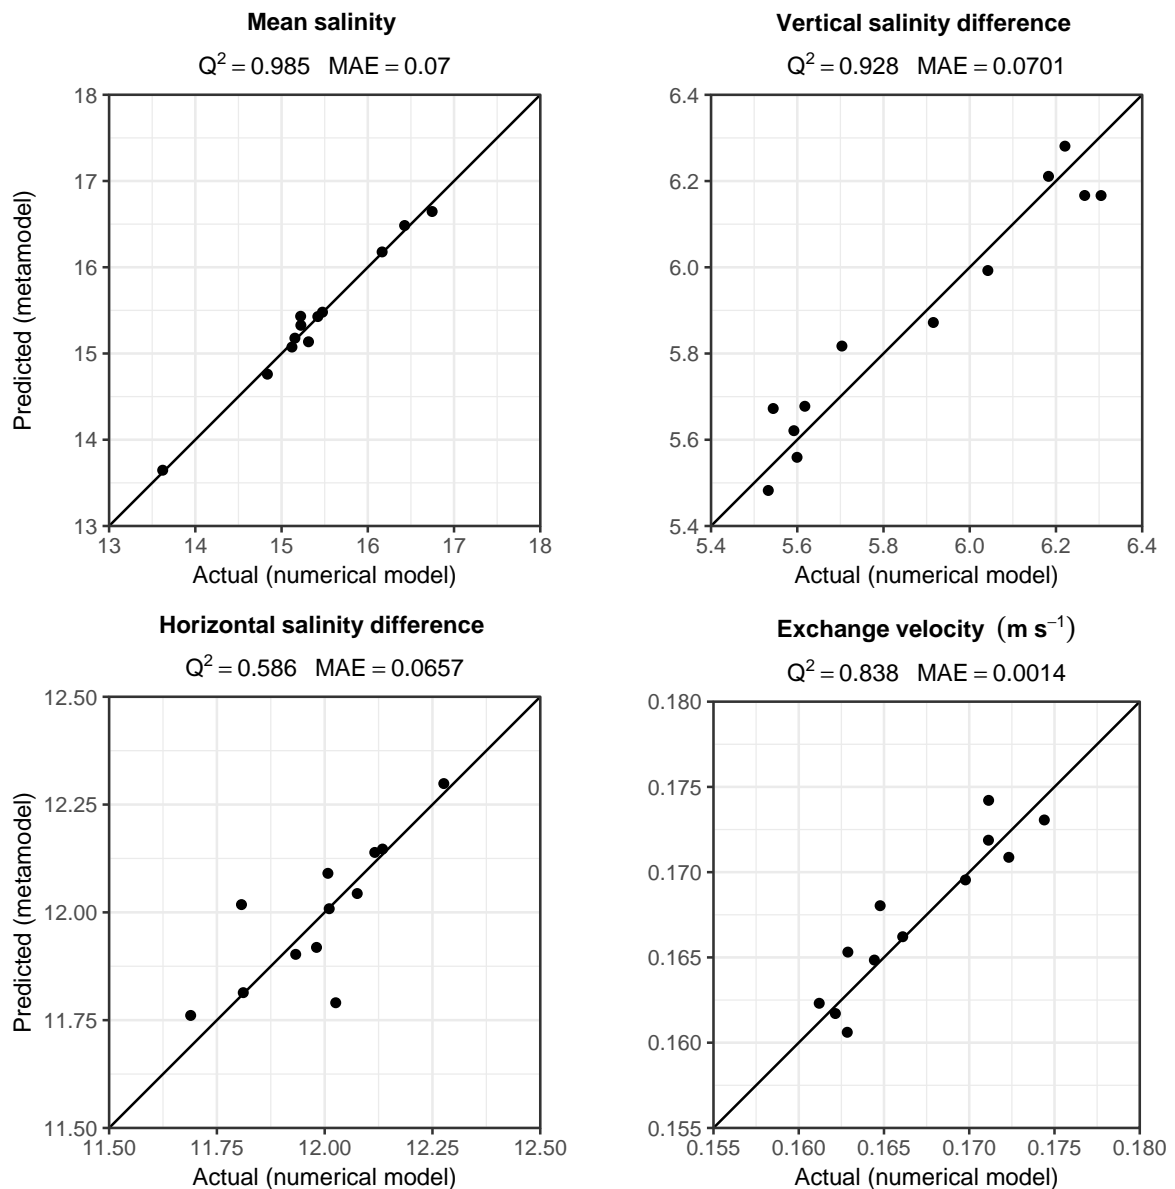 Mean salinity
Q² = 0.985 MAE = 0.07
18
17
16
15
14
13
13 14 15 16 17 18
Predicted (metamodel)
Actual (numerical model)
Vertical salinity difference
Q² = 0.928 MAE = 0.0701
6.4
6.2
6.0
5.8
5.6
5.4
5.4 5.6 5.8 6.0 6.2 6.4
Actual (numerical model)
Horizontal salinity difference
Q² = 0.586 MAE = 0.0657
12.50
12.25
12.00
11.75
11.50
11.50 11.75 12.00 12.25 12.50
Predicted (metamodel)
Actual (numerical model)
Exchange velocity (m s⁻¹)
Q² = 0.838 MAE = 0.0014
0.180
0.175
0.170
0.165
0.160
0.155
0.155 0.160 0.165 0.170 0.175 0.180
Actual (numerical model)